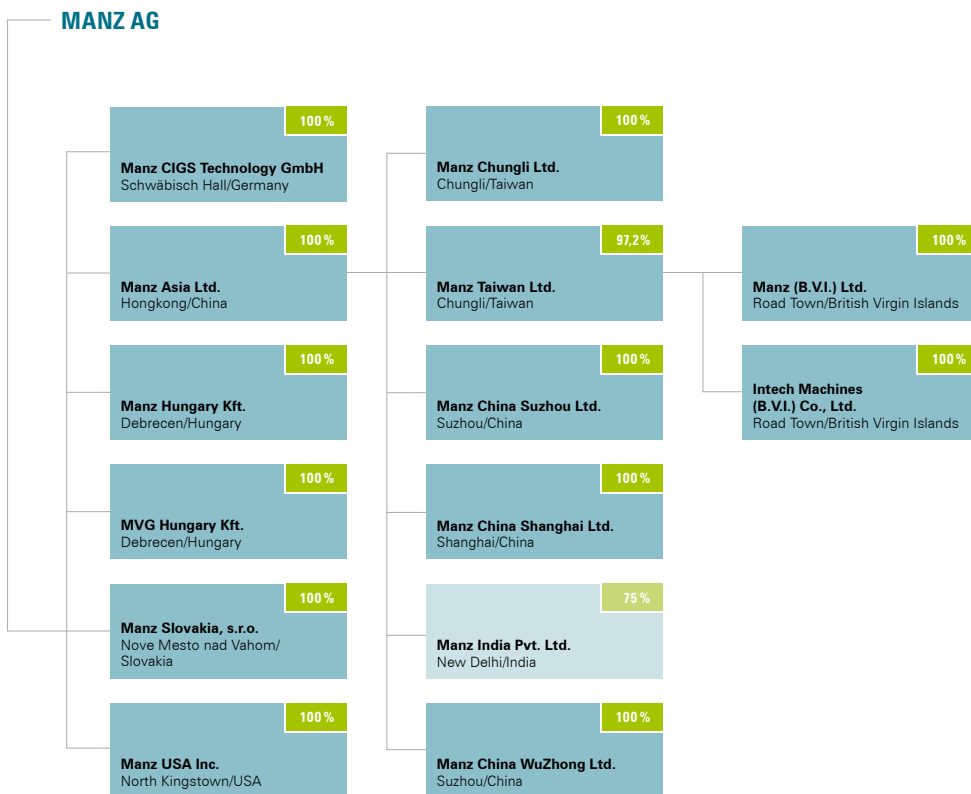 MANZ AG
100 %
Manz CIGS Technology GmbH
Schwäbisch Hall/Germany
100 %
Manz Asia Ltd.
Hongkong/China
100 %
Manz Hungary Kft.
Debrecen/Hungary
100 %
MVG Hungary Kft.
Debrecen/Hungary
100 %
Manz Slovakia, s.r.o.
Nove Mesto nad Vahom/
Slovakia
100 %
Manz USA Inc.
North Kingstown/USA
100 %
Manz Chungli Ltd.
Chungli/Taiwan
97,2 %
Manz Taiwan Ltd.
Chungli/Taiwan
100 %
Manz China Suzhou Ltd.
Suzhou/China
100 %
Manz China Shanghai Ltd.
Shanghai/China
75 %
Manz India Pvt. Ltd.
New Delhi/India
100 %
Manz China WuZhong Ltd.
Suzhou/China
100 %
Manz (B.V.I.) Ltd.
Road Town/British Virgin Islands
100 %
Intech Machines
(B.V.I.) Co., Ltd.
Road Town/British Virgin Islands